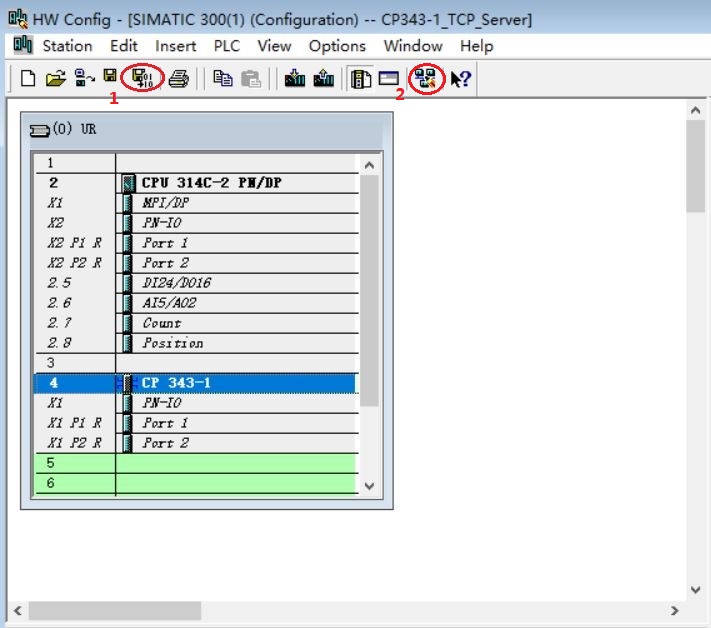 HW Config - [SIMATIC 300(1) (Configuration) -- CP343-1_TCP_Server]
Station Edit Insert PLC View Options Window Help
1
2
(0) UR
1
2 CPU 314C-2 PN/DP
X1 MPI/DP
X2 PN-IO
X2 P1 R Port 1
X2 P2 R Port 2
2.5 DI24/DO16
2.6 AI5/AO2
2.7 Count
2.8 Position
3
4 CP 343-1
X1 PN-IO
X1 P1 R Port 1
X1 P2 R Port 2
5
6